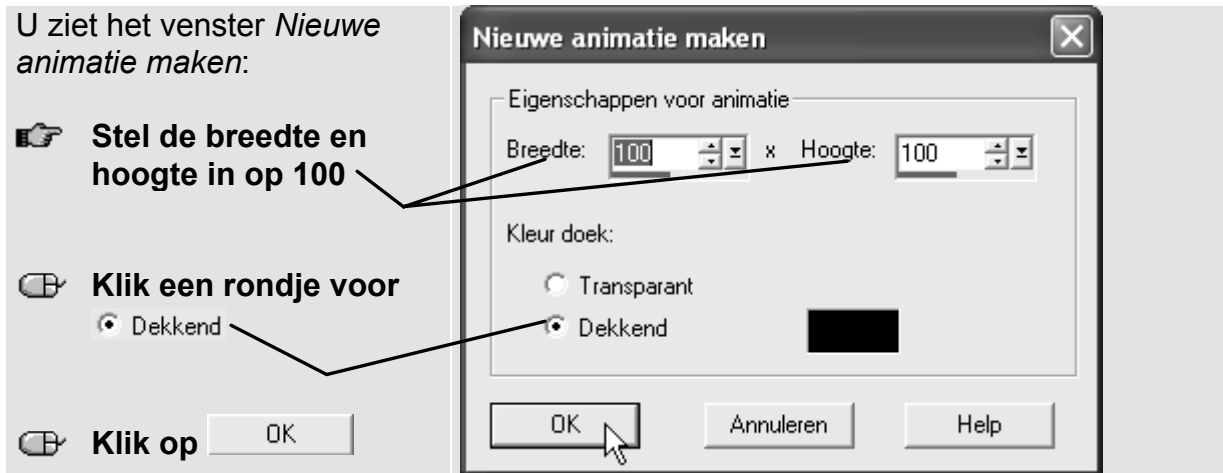 U ziet het venster Nieuwe
animatie maken:
Stel de breedte en
hoogte in op 100
Klik een rondje voor
Dekkend
Klik op OK
Nieuwe animatie maken
Eigenschappen voor animatie
Breedte: 100 x Hoogte: 100
Kleur doek:
Transparant
Dekkend
OK Annuleren Help